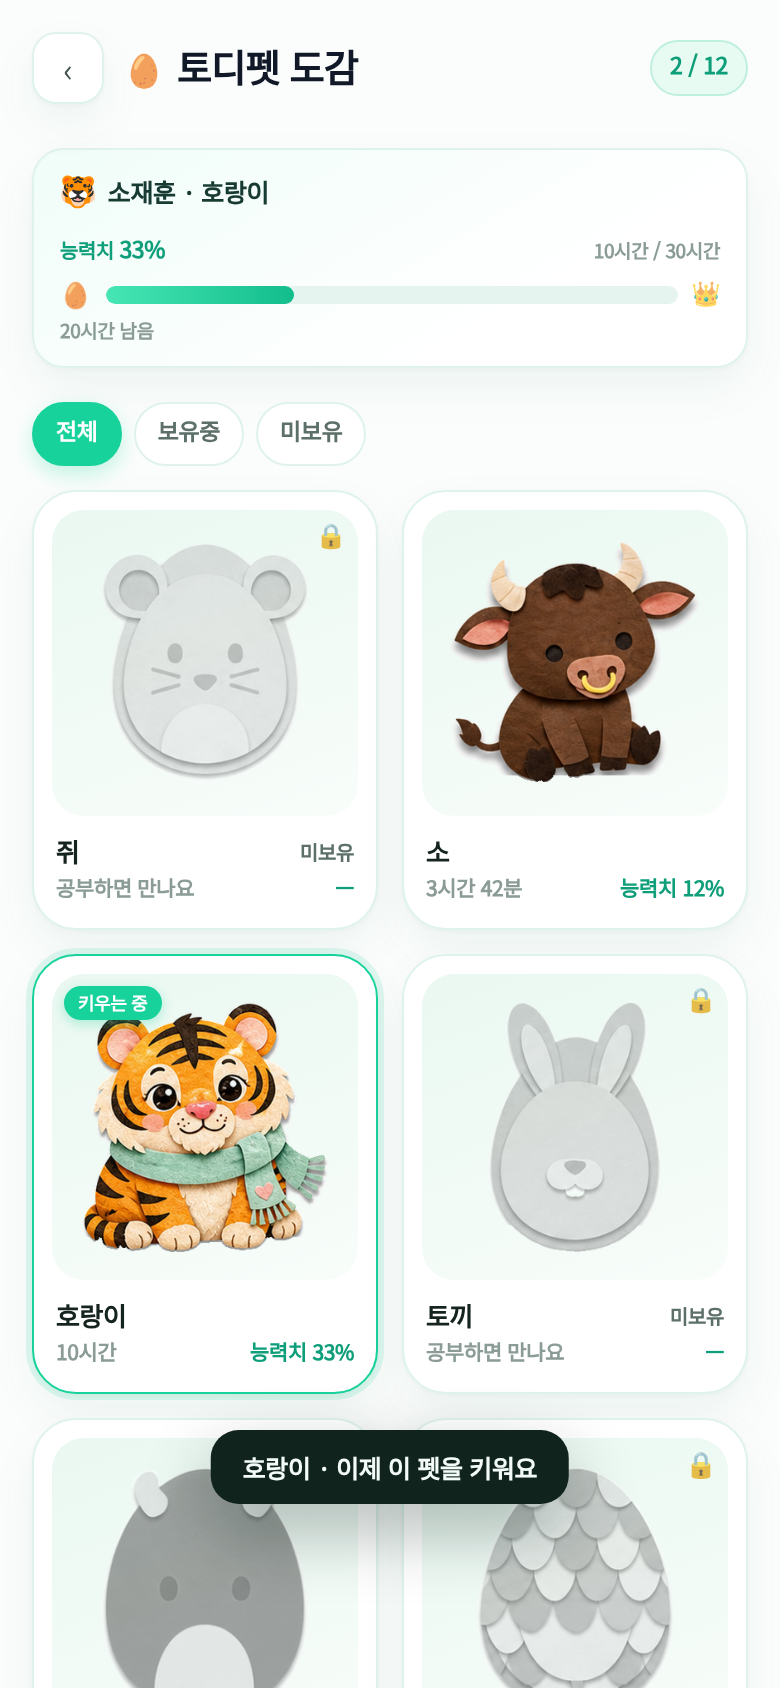 ‹ 토디펫 도감 2 / 12
소재훈 · 호랑이
능력치 33% 10시간 / 30시간
20시간 남음
전체 보유중 미보유
쥐 미보유
공부하면 만나요 —
소
3시간 42분 능력치 12%
키우는 중
호랑이
10시간 능력치 33%
토끼 미보유
공부하면 만나요 —
호랑이 · 이제 이 펫을 키워요